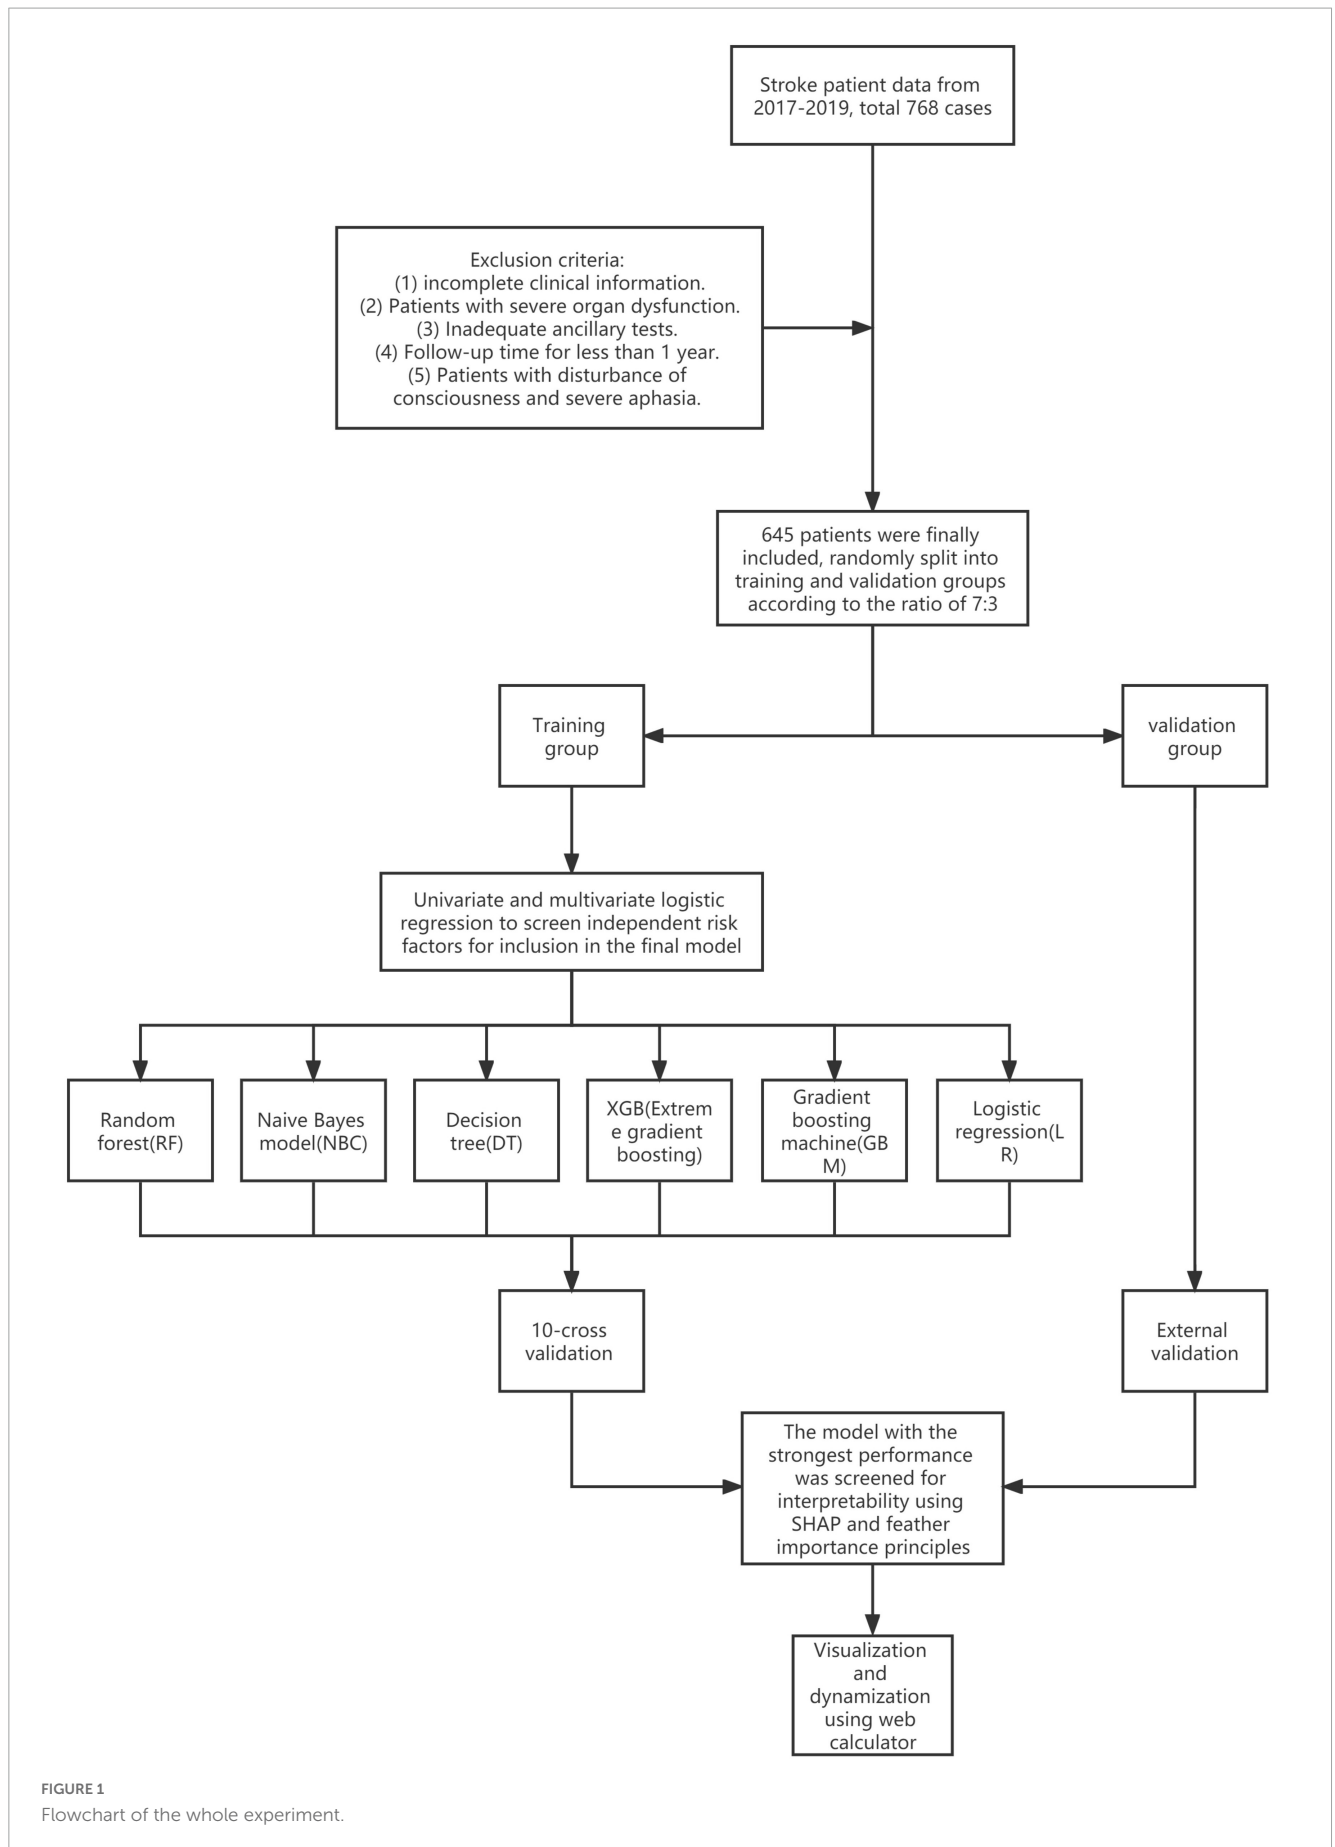 Stroke patient data from
2017-2019, total 768 cases
Exclusion criteria:
(1) incomplete clinical information.
(2) Patients with severe organ dysfunction.
(3) Inadequate ancillary tests.
(4) Follow-up time for less than 1 year.
(5) Patients with disturbance of
consciousness and severe aphasia.
645 patients were finally
included, randomly split into
training and validation groups
according to the ratio of 7:3
Training
group
validation
group
Univariate and multivariate logistic
regression to screen independent risk
factors for inclusion in the final model
Random
forest(RF)
Naive Bayes
model(NBC)
Decision
tree(DT)
XGB(Extrem
e gradient
boosting)
Gradient
boosting
machine(GB
M)
Logistic
regression(L
R)
10-cross
validation
External
validation
The model with the
strongest performance
was screened for
interpretability using
SHAP and feather
importance principles
Visualization
and
dynamization
using web
calculator
FIGURE 1
Flowchart of the whole experiment.